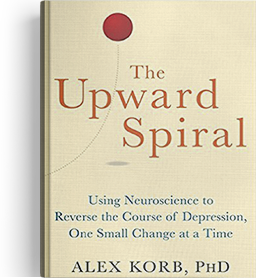 The
Upward
Spiral
Using Neuroscience to
Reverse the Course of Depression,
One Small Change at a Time
ALEX KORB, PhD